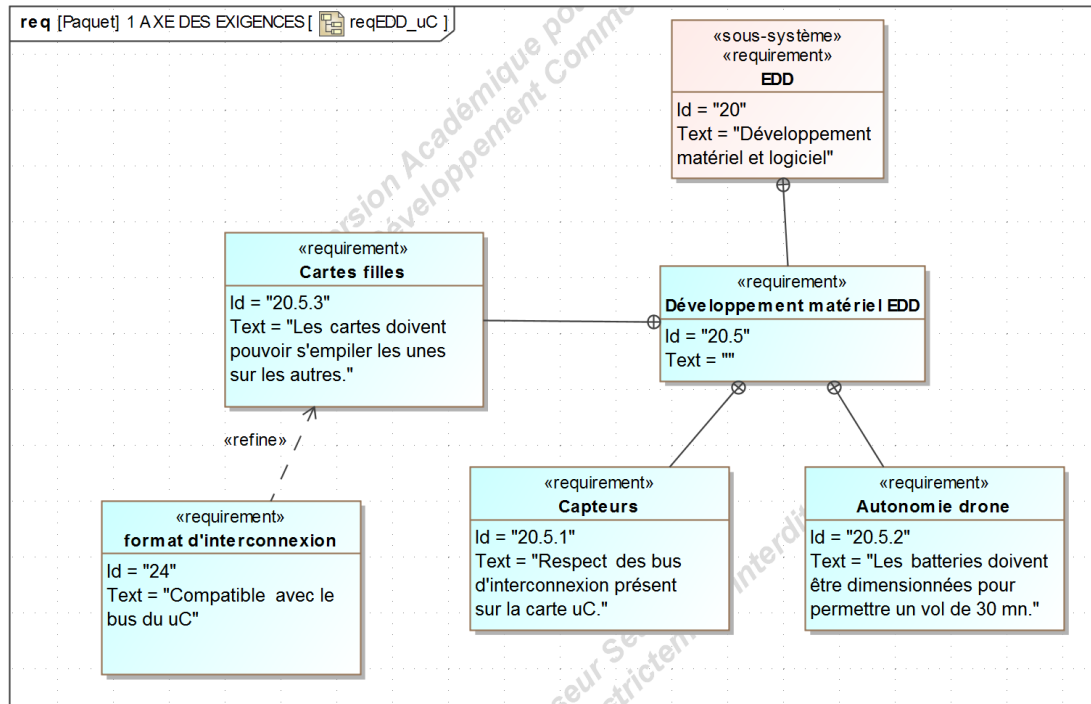 req [Paquet] 1 AXE DES EXIGENCES [ reqEDD_uC ]
«sous-système»
«requirement»
EDD
Id = "20"
Text = "Développement
matériel et logiciel"
«requirement»
Cartes filles
Id = "20.5.3"
Text = "Les cartes doivent
pouvoir s'empiler les unes
sur les autres."
«requirement»
Développement matériel EDD
Id = "20.5"
Text = ""
«refine»
«requirement»
format d'interconnexion
Id = "24"
Text = "Compatible avec le
bus du uC"
«requirement»
Capteurs
Id = "20.5.1"
Text = "Respect des bus
d'interconnexion présent
sur la carte uC."
«requirement»
Autonomie drone
Id = "20.5.2"
Text = "Les batteries doivent
être dimensionnées pour
permettre un vol de 30 mn."
Version Académique
Développement